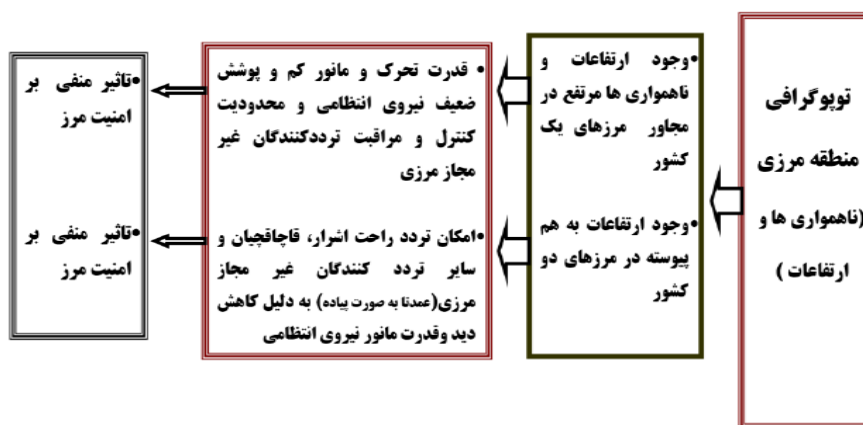 توپوگرافی
منطقه مرزی
(ناهمواری ها و
ارتفاعات )
•وجود ارتفاعات و
ناهمواری ها مرتفع در
مجاور مرزهای یک
کشور
•وجود ارتفاعات به هم
پیوسته در مرزهای دو
کشور
• قدرت تحرک و مانور کم و پوشش
ضعیف نیروی انتظامی و محدودیت
کنترل و مراقبت ترددکنندگان غیر
مجاز مرزی
•امکان تردد راحت اشرار، قاچاقچیان و
سایر تردد کنندگان غیر مجاز
مرزی(عمدتا به صورت پیاده) به دلیل کاهش
دید وقدرت مانور نیروی انتظامی
•تاثیر منفی بر
امنیت مرز
•تاثیر منفی بر
امنیت مرز